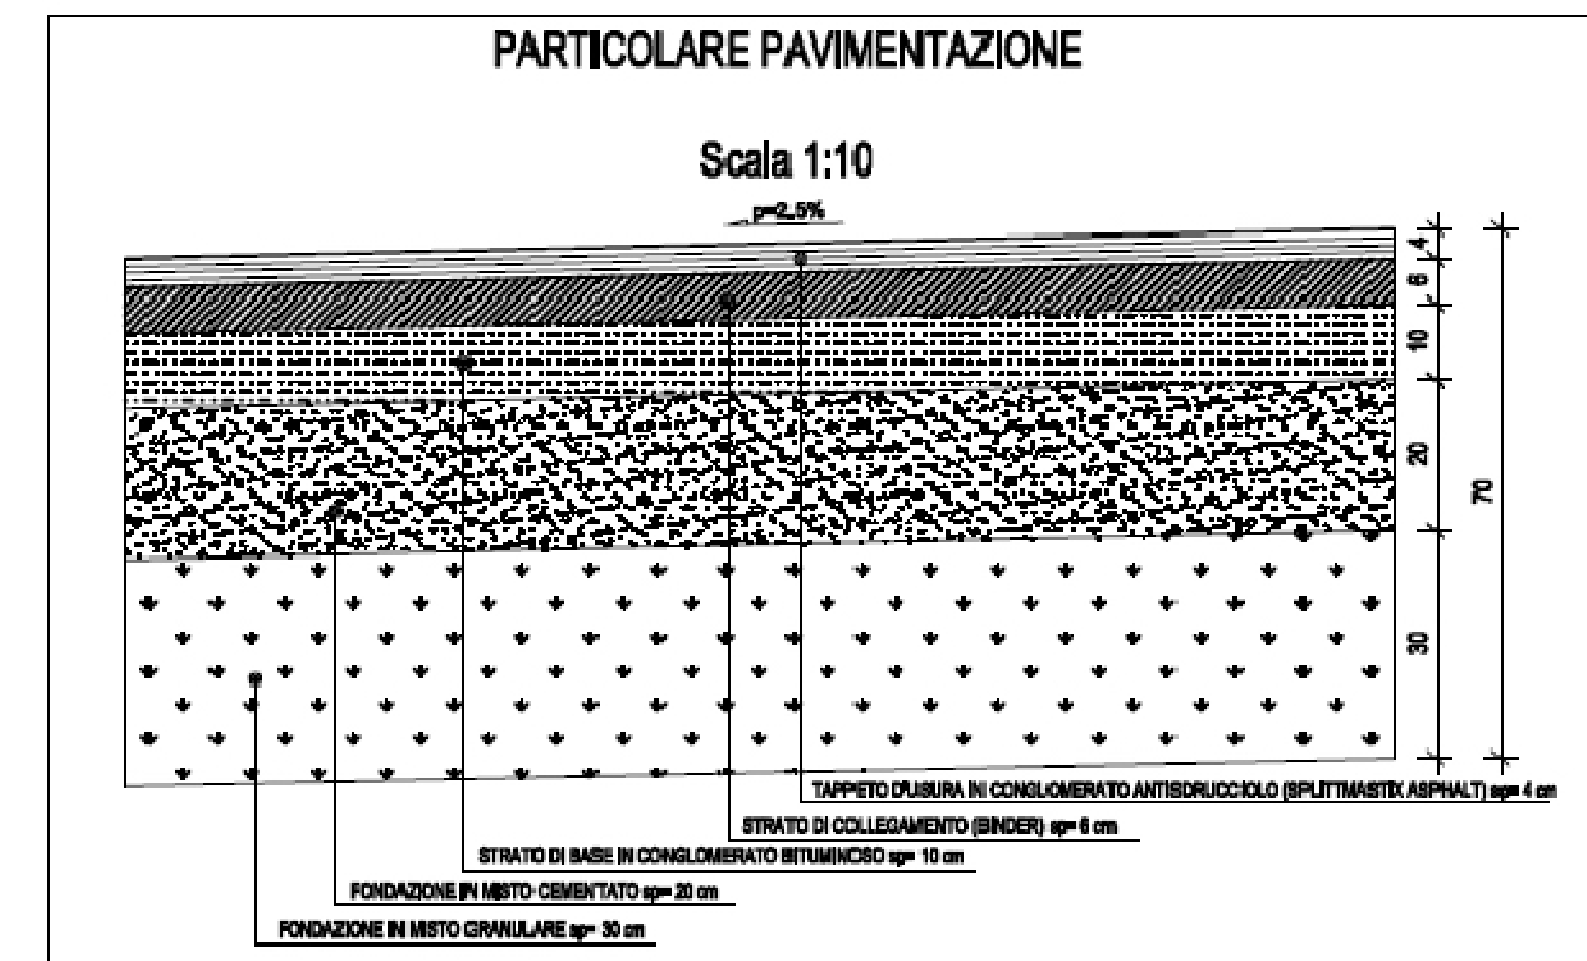 PARTICOLARE PAVIMENTAZIONE
Scala 1:10
p=2.5%
4
6
10
20
70
30
TAPPETO D'USURA IN CONGLOMERATO ANTISDRUCCIOLO (SPLITTMASTIX ASPHALT) sp= 4 cm
STRATO DI COLLEGAMENTO (BINDER) sp= 6 cm
STRATO DI BASE IN CONGLOMERATO BITUMINOSO sp= 10 cm
FONDAZIONE IN MISTO CEMENTATO sp= 20 cm
FONDAZIONE IN MISTO GRANULARE sp= 30 cm